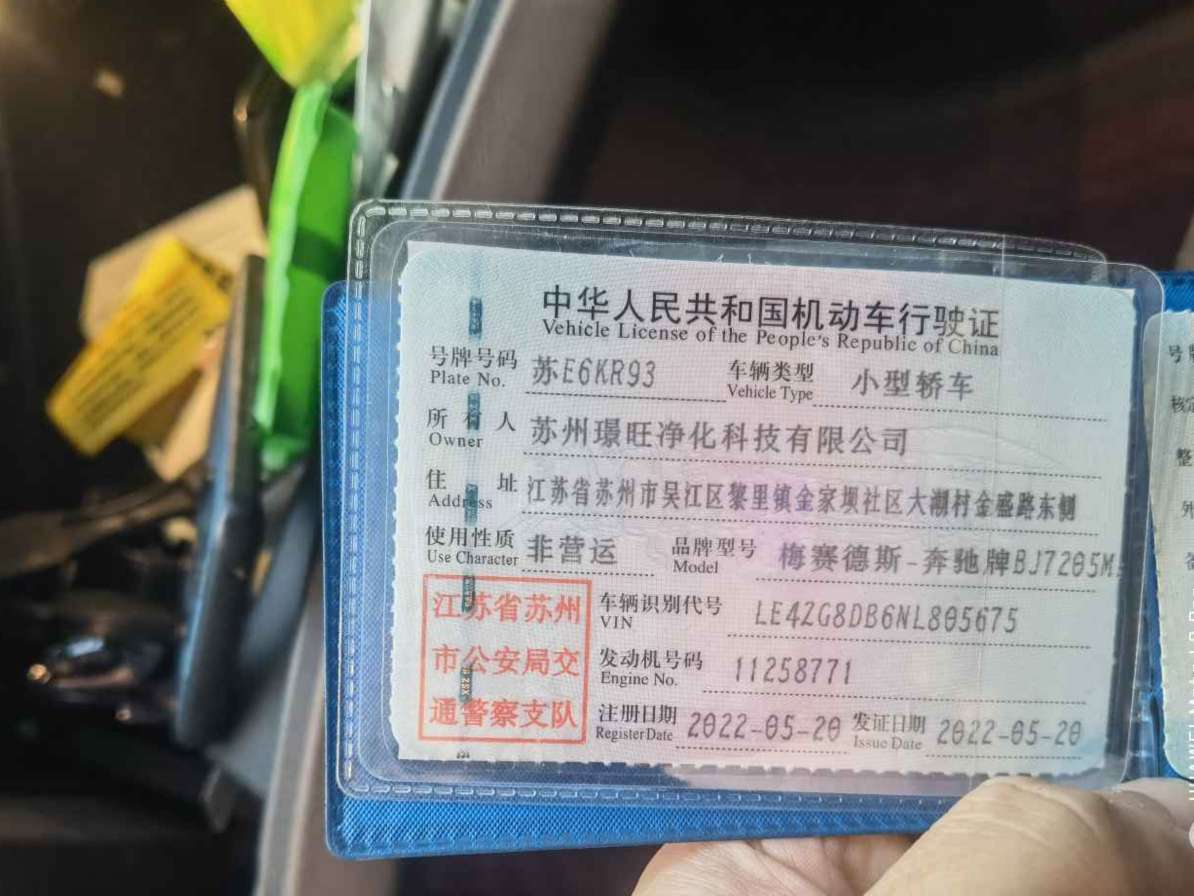 中华人民共和国机动车行驶证
Vehicle License of the People's Republic of China
号牌号码 苏E6KR93 车辆类型 小型轿车
Plate No. Vehicle Type
所有人 苏州璟旺净化科技有限公司
Owner
住址 江苏省苏州市吴江区黎里镇金家坝社区大潮村金盛路东侧
Address
使用性质 非营运 品牌型号 梅赛德斯-奔驰牌BJ7205M
Use Character Model
江苏省苏州
市公安局交
通警察支队
车辆识别代号 LE4ZG8DB6NL805675
VIN
发动机号码 11258771
Engine No.
注册日期 2022-05-20 发证日期 2022-05-20
Register Date Issue Date
号
核
整